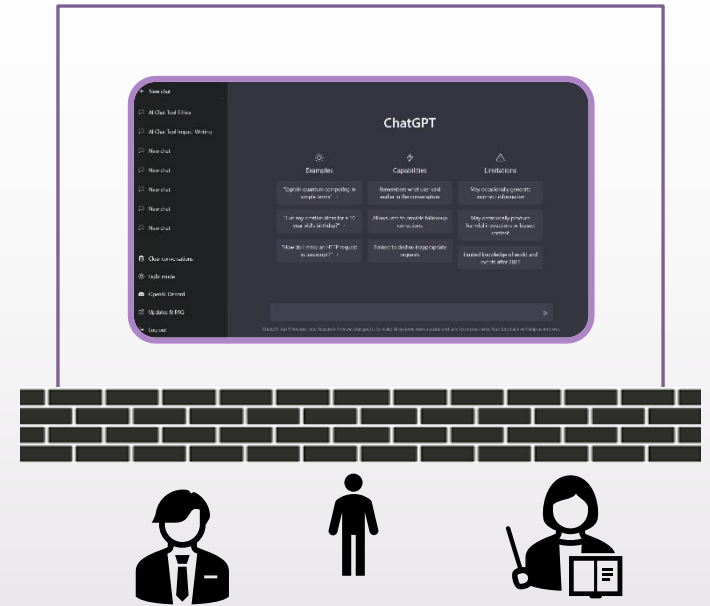 + New chat
AI Chat Tool Ethics
AI Chat Tool Impact Writing
New chat
New chat
New chat
New chat
New chat
Clear conversations
Light mode
OpenAI Discord
Updates & FAQ
Log out
ChatGPT
Examples
"Explain quantum computing in
simple terms" →
"Got any creative ideas for a 10
year old's birthday?" →
"How do I make an HTTP request
in Javascript?" →
Capabilities
Remembers what user said
earlier in the conversation
Allows user to provide follow-up
corrections
Trained to decline inappropriate
requests
Limitations
May occasionally generate
incorrect information
May occasionally produce
harmful instructions or biased
content
Limited knowledge of world and
events after 2021